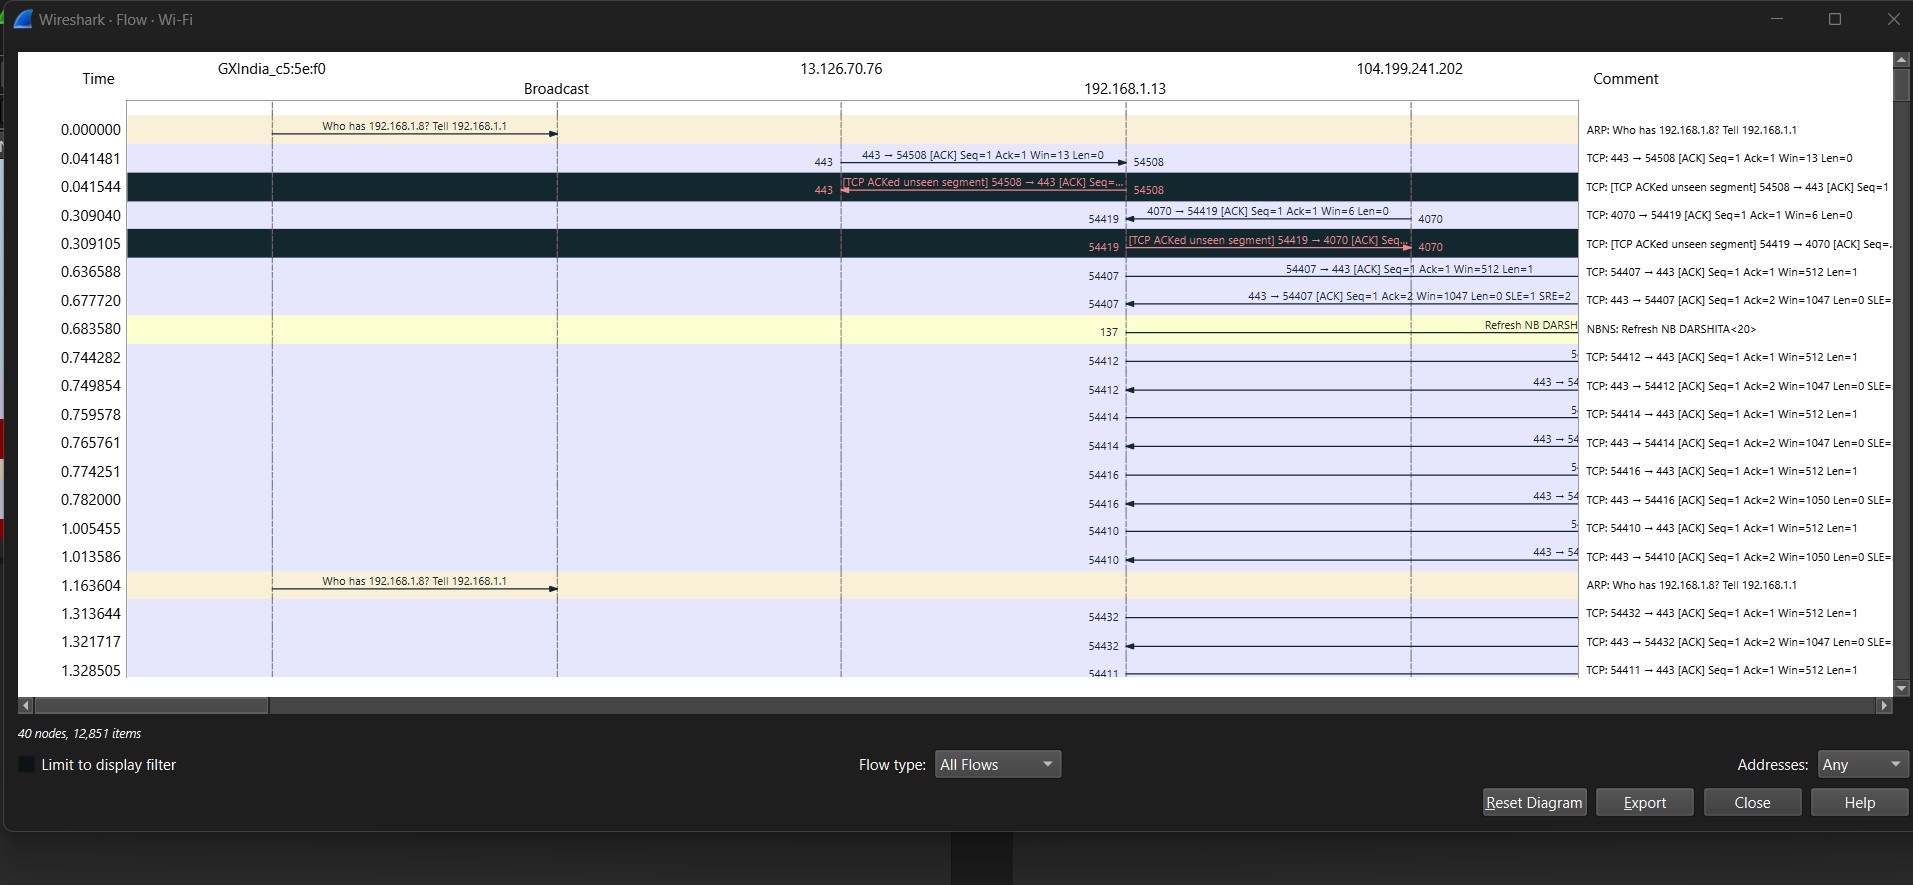 Wireshark · Flow · Wi-Fi
Time GXIndia_c5:5e:f0 Broadcast 13.126.70.76 192.168.1.13 104.199.241.202 Comment
0.000000 Who has 192.168.1.8? Tell 192.168.1.1 ARP: Who has 192.168.1.8? Tell 192.168.1.1
0.041481 443 443 → 54508 [ACK] Seq=1 Ack=1 Win=13 Len=0 54508 TCP: 443 → 54508 [ACK] Seq=1 Ack=1 Win=13 Len=0
0.041544 443 [TCP ACKed unseen segment] 54508 → 443 [ACK] Seq=... 54508 TCP: [TCP ACKed unseen segment] 54508 → 443 [ACK] Seq=1
0.309040 54419 4070 → 54419 [ACK] Seq=1 Ack=1 Win=6 Len=0 4070 TCP: 4070 → 54419 [ACK] Seq=1 Ack=1 Win=6 Len=0
0.309105 54419 [TCP ACKed unseen segment] 54419 → 4070 [ACK] Seq... 4070 TCP: [TCP ACKed unseen segment] 54419 → 4070 [ACK] Seq=.
0.636588 54407 54407 → 443 [ACK] Seq=1 Ack=1 Win=512 Len=1 TCP: 54407 → 443 [ACK] Seq=1 Ack=1 Win=512 Len=1
0.677720 54407 443 → 54407 [ACK] Seq=1 Ack=2 Win=1047 Len=0 SLE=1 SRE=2 TCP: 443 → 54407 [ACK] Seq=1 Ack=2 Win=1047 Len=0 SLE=
0.683580 137 Refresh NB DARSH NBNS: Refresh NB DARSHITA<20>
0.744282 54412 5 TCP: 54412 → 443 [ACK] Seq=1 Ack=1 Win=512 Len=1
0.749854 54412 443 → 54 TCP: 443 → 54412 [ACK] Seq=1 Ack=2 Win=1047 Len=0 SLE=
0.759578 54414 5 TCP: 54414 → 443 [ACK] Seq=1 Ack=1 Win=512 Len=1
0.765761 54414 443 → 54 TCP: 443 → 54414 [ACK] Seq=1 Ack=2 Win=1047 Len=0 SLE=
0.774251 54416 5 TCP: 54416 → 443 [ACK] Seq=1 Ack=1 Win=512 Len=1
0.782000 54416 443 → 54 TCP: 443 → 54416 [ACK] Seq=1 Ack=2 Win=1050 Len=0 SLE=
1.005455 54410 5 TCP: 54410 → 443 [ACK] Seq=1 Ack=1 Win=512 Len=1
1.013586 54410 443 → 54 TCP: 443 → 54410 [ACK] Seq=1 Ack=2 Win=1050 Len=0 SLE=
1.163604 Who has 192.168.1.8? Tell 192.168.1.1 ARP: Who has 192.168.1.8? Tell 192.168.1.1
1.313644 54432 TCP: 54432 → 443 [ACK] Seq=1 Ack=1 Win=512 Len=1
1.321717 54432 TCP: 443 → 54432 [ACK] Seq=1 Ack=2 Win=1047 Len=0 SLE=
1.328505 54411 TCP: 54411 → 443 [ACK] Seq=1 Ack=1 Win=512 Len=1
40 nodes, 12,851 items
Limit to display filter Flow type: All Flows Addresses: Any
Reset Diagram Export Close Help